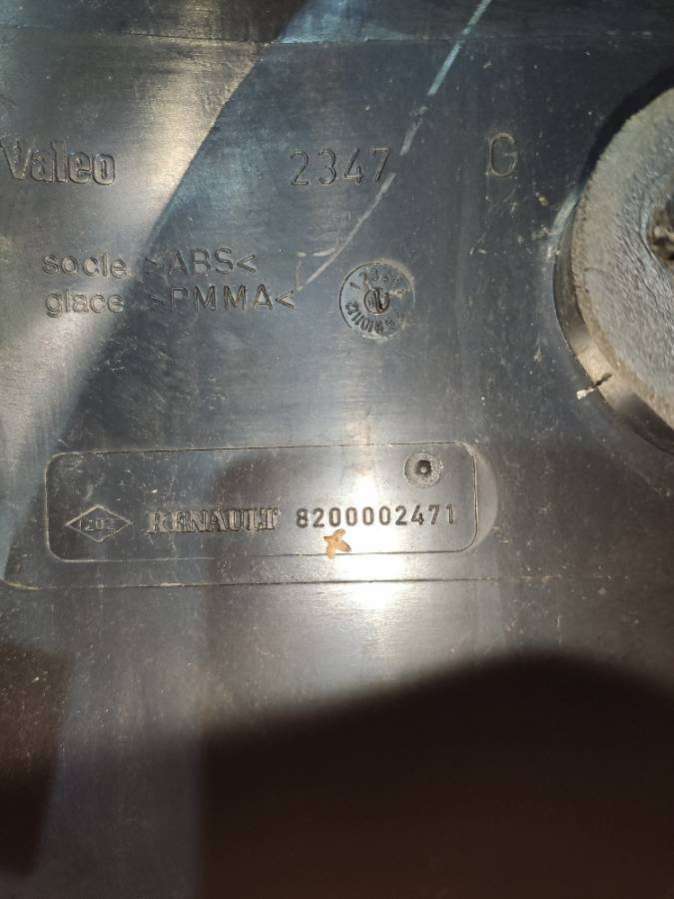 Valeo 2347 G
socle >ABS<
glace >PMMA<
RENAULT 8200002471